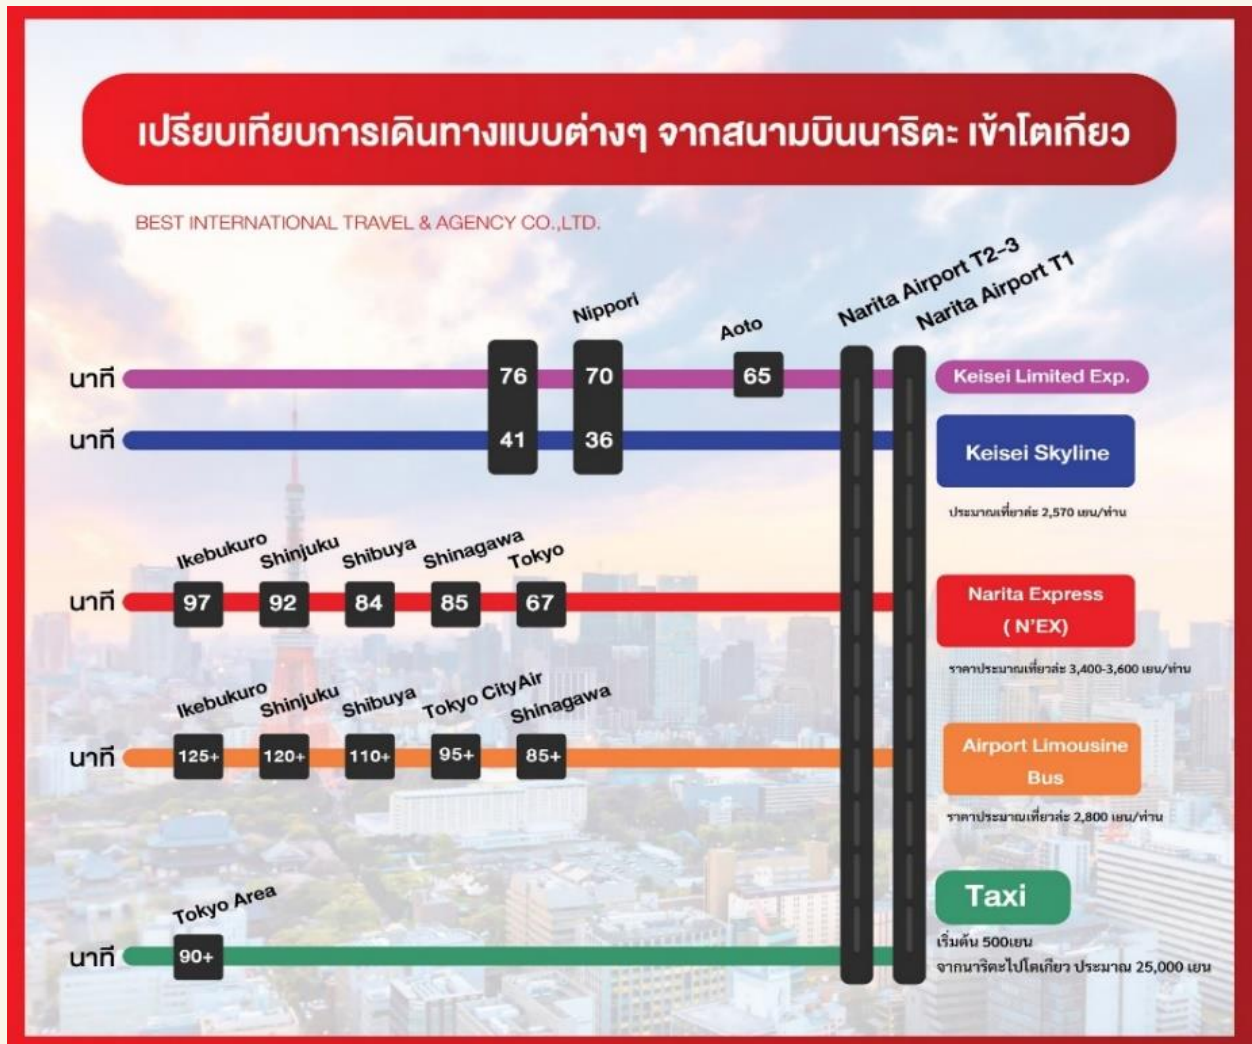 เปรียบเทียบการเดินทางแบบต่างๆ จากสนามบินนาริตะ เข้าโตเกียว
BEST INTERNATIONAL TRAVEL & AGENCY CO.,LTD.
Narita Airport T2-3
Narita Airport T1
Nippori
Aoto
นาที
76
70
65
Keisei Limited Exp.
นาที
41
36
Keisei Skyline
ประมาณเที่ยวล่ะ 2,570 เยน/ท่าน
Ikebukuro
Shinjuku
Shibuya
Shinagawa
Tokyo
นาที
97
92
84
85
67
Narita Express
( N'EX)
ราคาประมาณเที่ยวล่ะ 3,400-3,600 เยน/ท่าน
Ikebukuro
Shinjuku
Shibuya
Tokyo CityAir
Shinagawa
นาที
125+
120+
110+
95+
85+
Airport Limousine
Bus
ราคาประมาณเที่ยวล่ะ 2,800 เยน/ท่าน
Tokyo Area
นาที
90+
Taxi
เริ่มต้น 500เยน
จากนาริตะไปโตเกียว ประมาณ 25,000 เยน